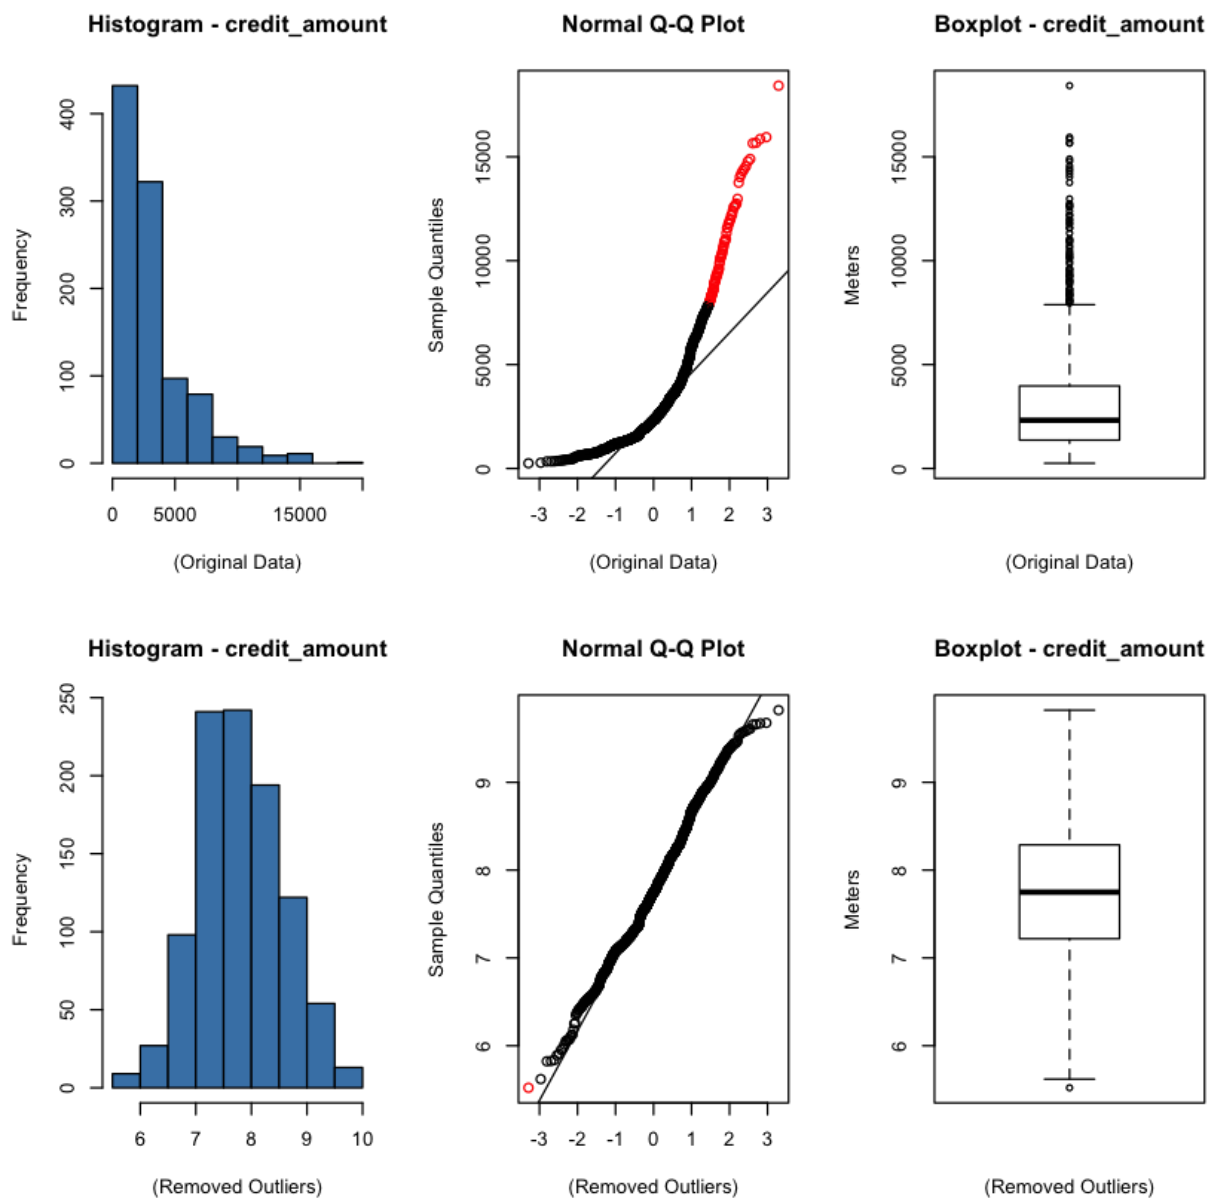 Histogram - credit_amount
Frequency
0
100
200
300
400
0 5000 15000
(Original Data)
Normal Q-Q Plot
Sample Quantiles
0
5000
10000
15000
-3 -2 -1 0 1 2 3
(Original Data)
Boxplot - credit_amount
Meters
0
5000
10000
15000
(Original Data)
Histogram - credit_amount
Frequency
0
50
100
150
200
250
6 7 8 9 10
(Removed Outliers)
Normal Q-Q Plot
Sample Quantiles
6
7
8
9
-3 -2 -1 0 1 2 3
(Removed Outliers)
Boxplot - credit_amount
Meters
6
7
8
9
(Removed Outliers)